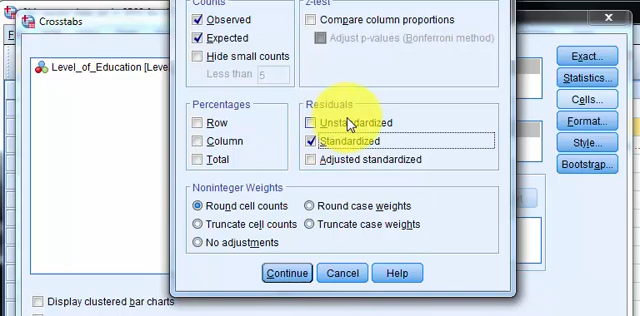 Crosstabs
Level_of_Education [Leve
Counts
Observed
Expected
Hide small counts
Less than 5
z-test
Compare column proportions
Adjust p-values (Bonferroni method)
Percentages
Row
Column
Total
Residuals
Unstandardized
Standardized
Adjusted standardized
Noninteger Weights
Round cell counts
Round case weights
Truncate cell counts
Truncate case weights
No adjustments
Continue
Cancel
Help
Exact...
Statistics...
Cells...
Format...
Style...
Bootstrap...
Display clustered bar charts